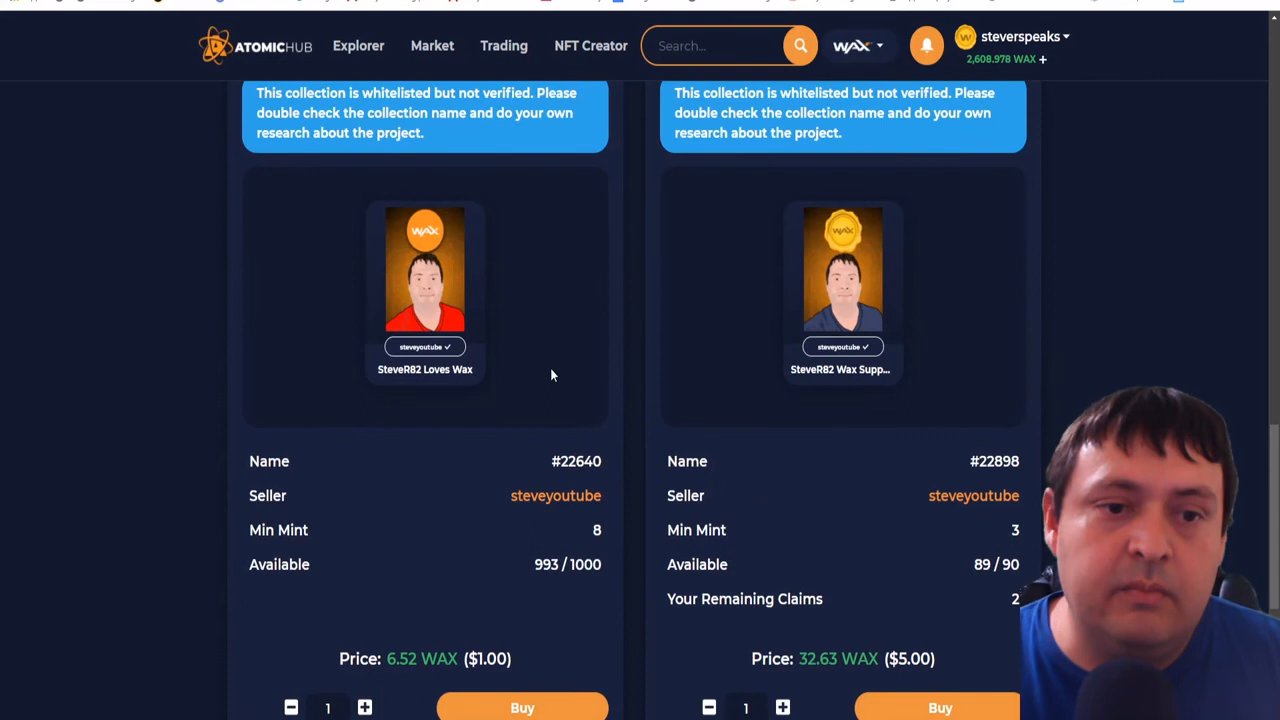 ATOMICHUB Explorer Market Trading NFT Creator Search... WAX steverspeaks
2,608.978 WAX +
This collection is whitelisted but not verified. Please
double check the collection name and do your own
research about the project.
WAX
steveyoutube ✓
SteveR82 Loves Wax
Name #22640
Seller steveyoutube
Min Mint 8
Available 993 / 1000
Price: 6.52 WAX ($1.00)
1 Buy
This collection is whitelisted but not verified. Please
double check the collection name and do your own
research about the project.
WAX
steveyoutube ✓
SteveR82 Wax Supp...
Name #22898
Seller steveyoutube
Min Mint 3
Available 89 / 90
Your Remaining Claims 2
Price: 32.63 WAX ($5.00)
1 Buy